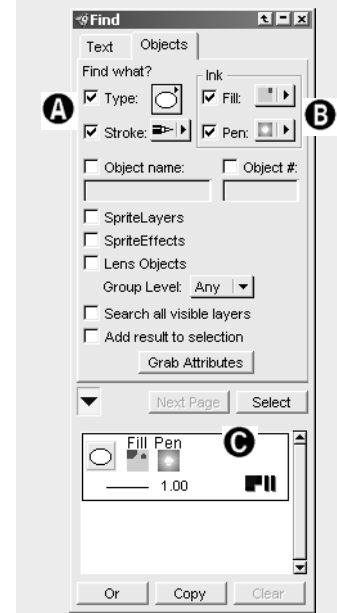 Find
Text Objects
Find what? Ink
A Type: Fill: B
Stroke: Pen:
Object name: Object #:
SpriteLayers
SpriteEffects
Lens Objects
Group Level: Any
Search all visible layers
Add result to selection
Grab Attributes
Next Page Select
Fill Pen C
1.00
Or Copy Clear